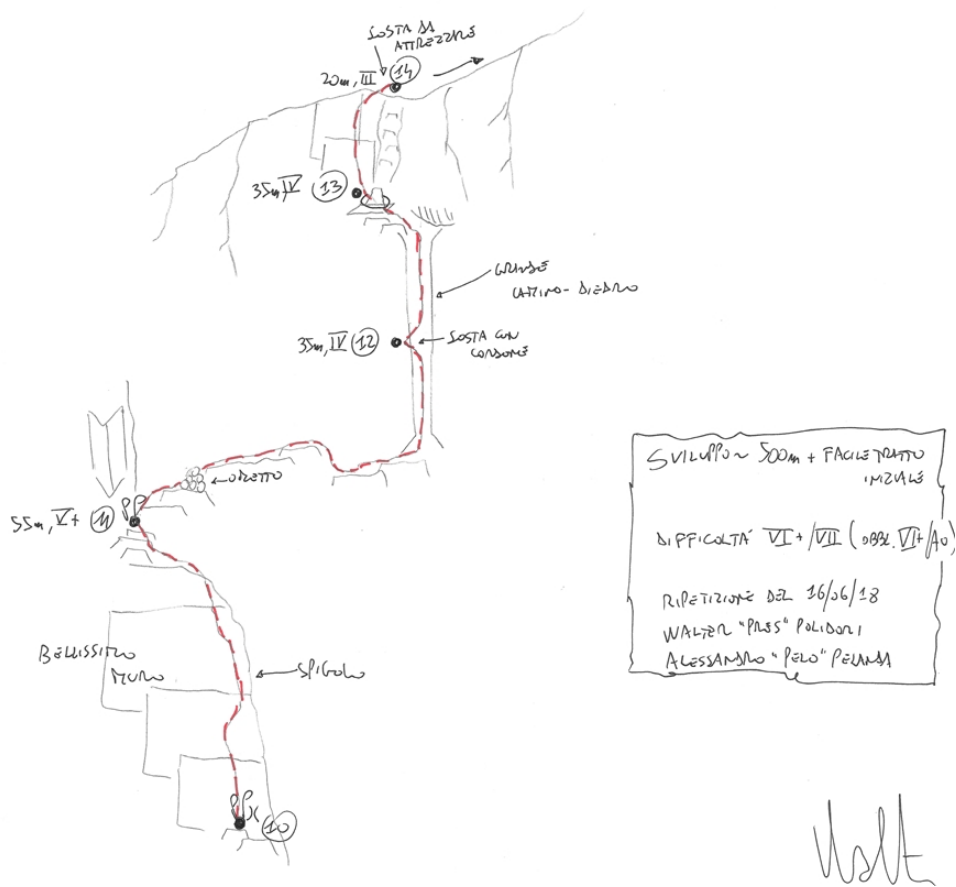 SOSTA DA
ATTREZZARE
20m, III 14
35m, IV 13
GRANDE
CAMINO - DIEDRO
35m, IV 12
SOSTA CON
CORDONE
SVILUPPO ~ 500m + FACILE TRATTO
INIZIALE
55m, V+ 11
DIFFICOLTÀ VI+/VII (OBBL. VI+/A0)
RIPETIZIONE DEL 16/06/18
WALTER "PRES" POLIDORI
ALESSANDRO "PELO" PELANDA
BELLISSIMO
MURO
SPIGOLO
10